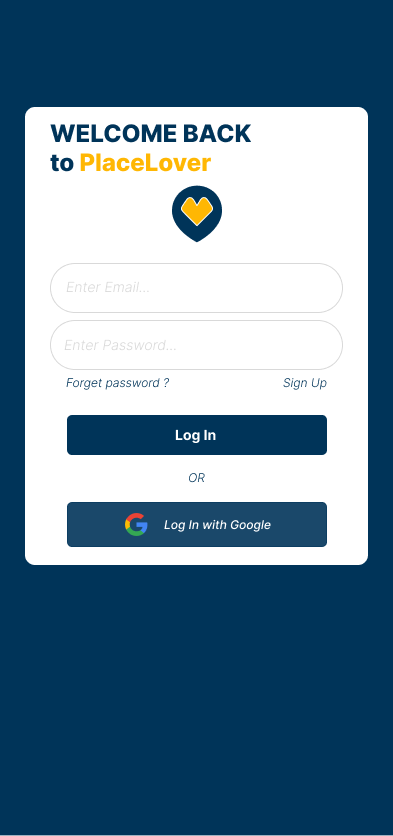 WELCOME BACK
to PlaceLover
Enter Email...
Enter Password...
Forget password ? Sign Up
Log In
OR
Log In with Google